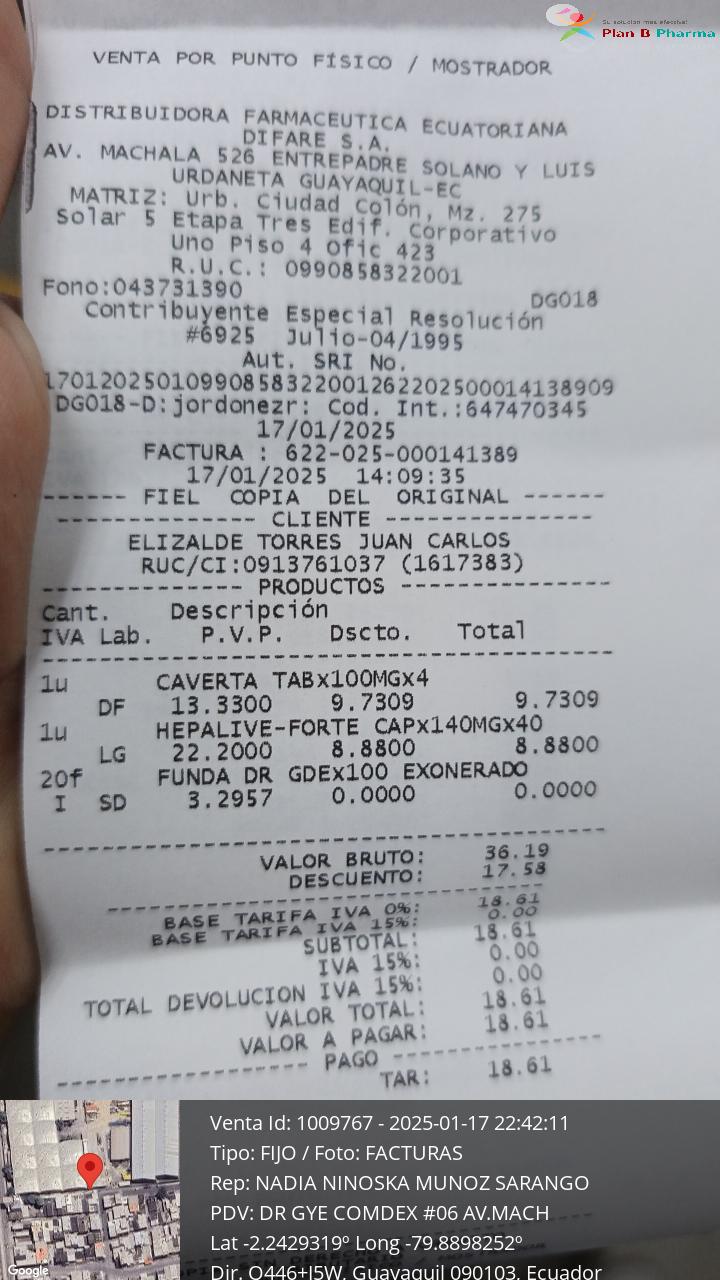 Su solución más efectiva!
Plan B Pharma
VENTA POR PUNTO FÍSICO / MOSTRADOR
DISTRIBUIDORA FARMACEUTICA ECUATORIANA
DIFARE S.A.
AV. MACHALA 526 ENTREPADRE SOLANO Y LUIS
URDANETA GUAYAQUIL-EC
MATRIZ: Urb. Ciudad Colón, Mz. 275
Solar 5 Etapa Tres Edif. Corporativo
Uno Piso 4 Ofic 423
R.U.C.: 0990858322001
Fono:043731390 DG018
Contribuyente Especial Resolución
#6925 Julio-04/1995
Aut. SRI No.
1701202501099085832200126220250001413 8909
DG018-D:jordonezr: Cod. Int.:647470345
17/01/2025
FACTURA : 622-025-000141389
17/01/2025 14:09:35
------ FIEL COPIA DEL ORIGINAL ------
--------------- CLIENTE ---------------
ELIZALDE TORRES JUAN CARLOS
RUC/CI:0913761037 (1617383)
--------------- PRODUCTOS ---------------
Cant. Descripción
IVA Lab. P.V.P. Dscto. Total
1u CAVERTA TABx100MGx4
DF 13.3300 9.7309 9.7309
1u HEPALIVE-FORTE CAPx140MGx40
LG 22.2000 8.8800 8.8800
20f FUNDA DR GDEx100 EXONERADO
I SD 3.2957 0.0000 0.0000
VALOR BRUTO: 36.19
DESCUENTO: 17.58
BASE TARIFA IVA 0%: 18.61
BASE TARIFA IVA 15%: 0.00
SUBTOTAL: 18.61
IVA 15%: 0.00
TOTAL DEVOLUCION IVA 15%: 0.00
VALOR TOTAL: 18.61
VALOR A PAGAR: 18.61
------------------ PAGO ---------------
TAR: 18.61
Venta Id: 1009767 - 2025-01-17 22:42:11
Tipo: FIJO / Foto: FACTURAS
Rep: NADIA NINOSKA MUNOZ SARANGO
PDV: DR GYE COMDEX #06 AV.MACH
Lat -2.2429319º Long -79.8898252º
Dir. Q446+J5W, Guayaquil 090103, Ecuador
Google